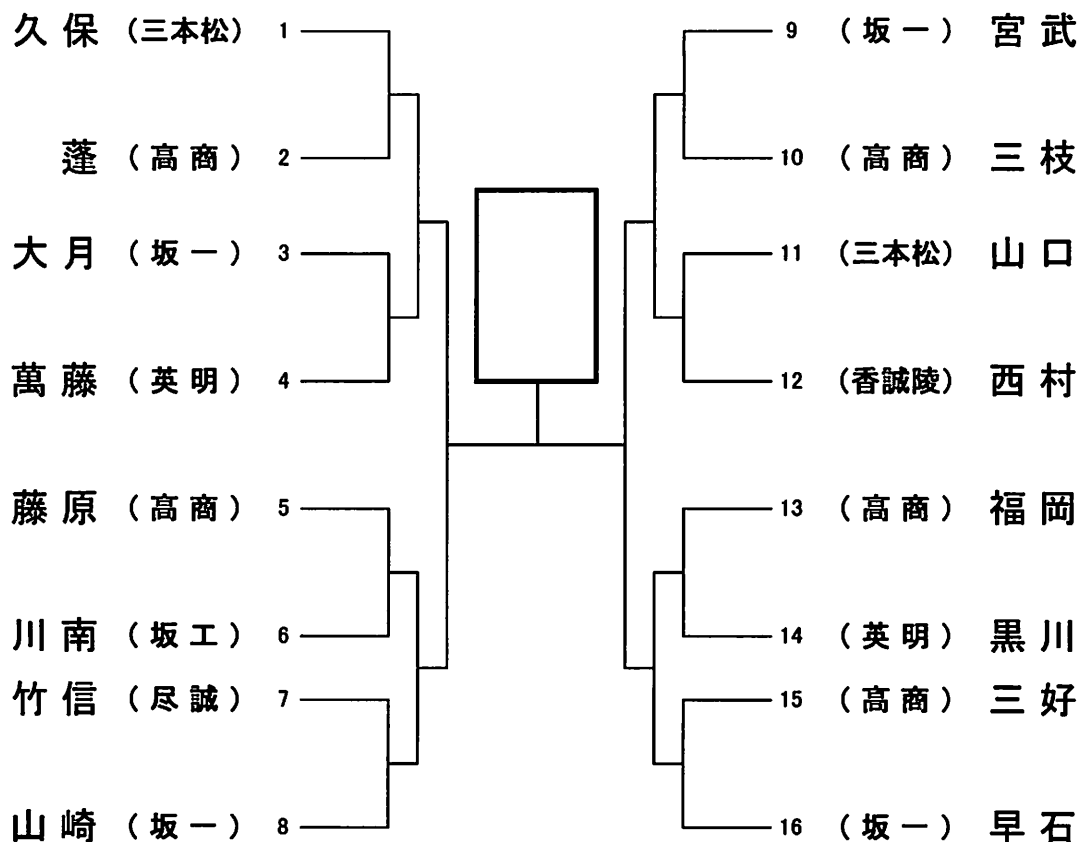 久保 (三本松) 1
蓬 (高商) 2
大月 (坂一) 3
萬藤 (英明) 4
藤原 (高商) 5
川南 (坂工) 6
竹信 (尽誠) 7
山崎 (坂一) 8
9 (坂一) 宮武
10 (高商) 三枝
11 (三本松) 山口
12 (香誠陵) 西村
13 (高商) 福岡
14 (英明) 黒川
15 (高商) 三好
16 (坂一) 早石